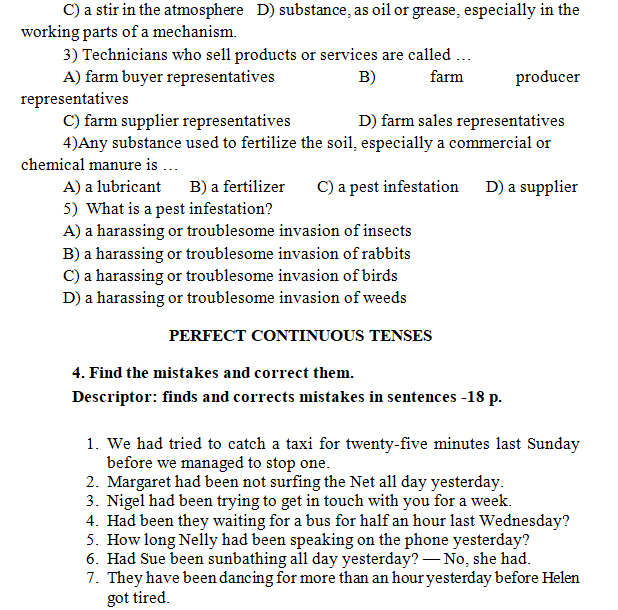 C) a stir in the atmosphere D) substance, as oil or grease, especially in the
working parts of a mechanism.
3) Technicians who sell products or services are called …
A) farm buyer representatives B) farm producer
representatives
C) farm supplier representatives D) farm sales representatives
4)Any substance used to fertilize the soil, especially a commercial or
chemical manure is …
A) a lubricant B) a fertilizer C) a pest infestation D) a supplier
5) What is a pest infestation?
A) a harassing or troublesome invasion of insects
B) a harassing or troublesome invasion of rabbits
C) a harassing or troublesome invasion of birds
D) a harassing or troublesome invasion of weeds
PERFECT CONTINUOUS TENSES
4. Find the mistakes and correct them.
Descriptor: finds and corrects mistakes in sentences -18 p.
1. We had tried to catch a taxi for twenty-five minutes last Sunday
before we managed to stop one.
2. Margaret had been not surfing the Net all day yesterday.
3. Nigel had been trying to get in touch with you for a week.
4. Had been they waiting for a bus for half an hour last Wednesday?
5. How long Nelly had been speaking on the phone yesterday?
6. Had Sue been sunbathing all day yesterday? — No, she had.
7. They have been dancing for more than an hour yesterday before Helen
got tired.